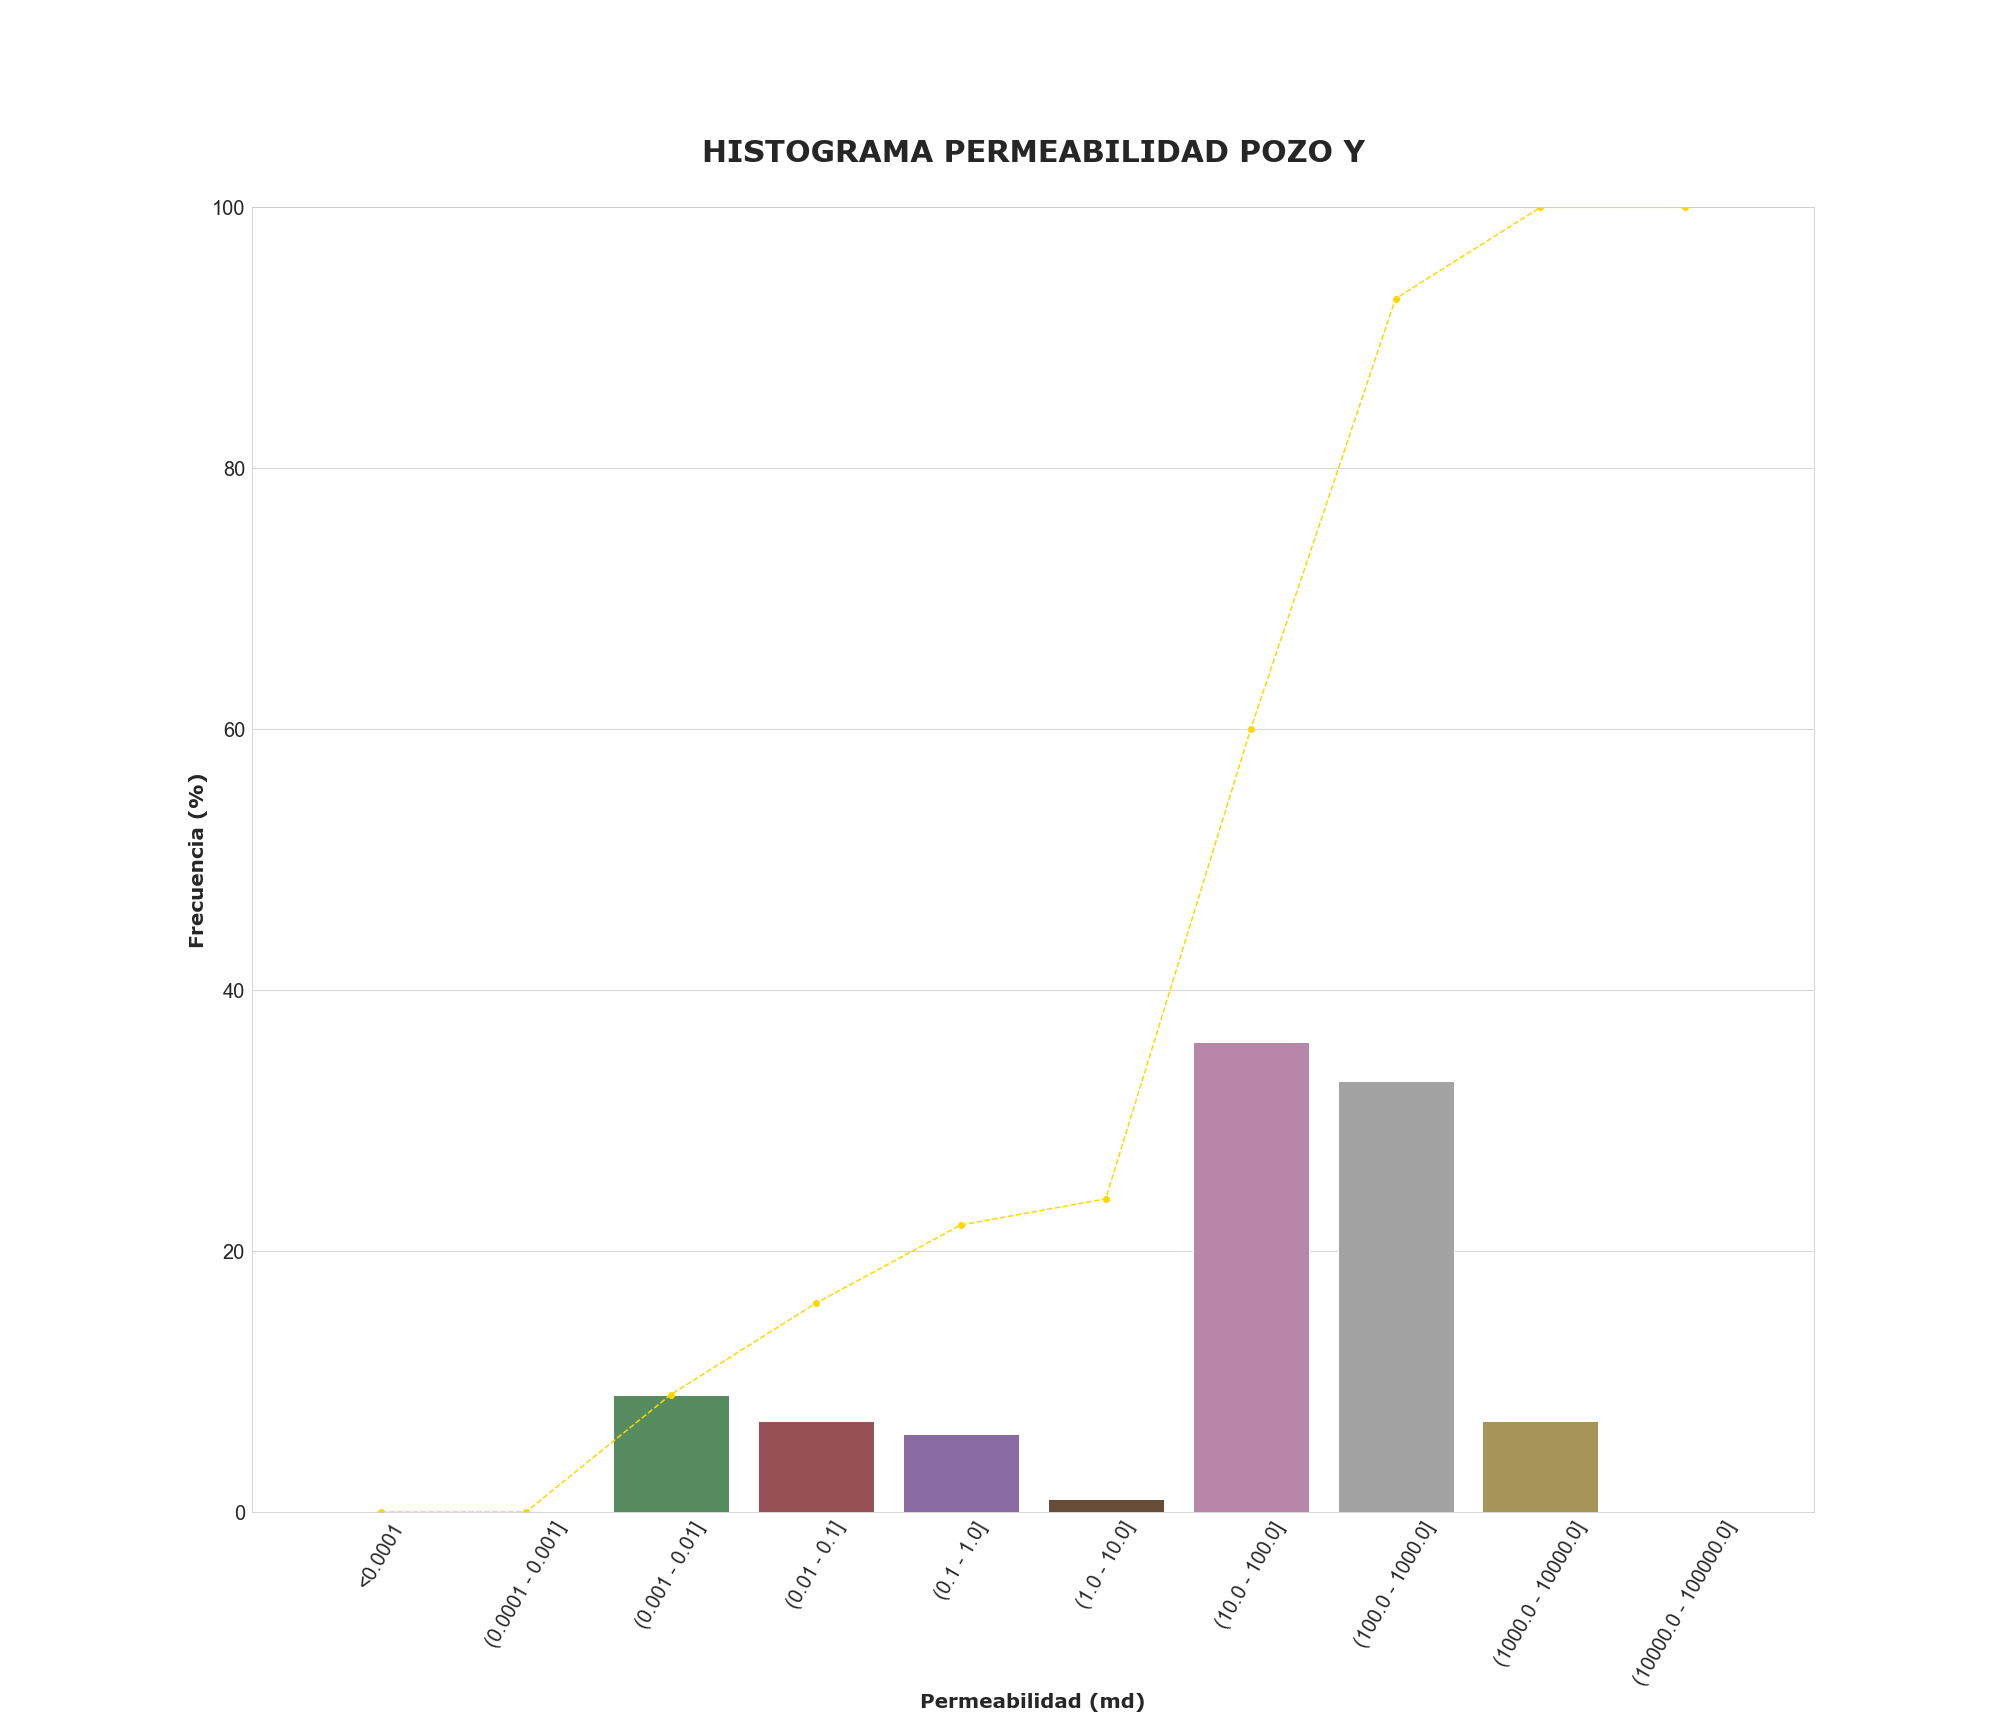 HISTOGRAMA PERMEABILIDAD POZO Y
100
80
60
40
20
0
Frecuencia (%)
<0.0001
(0.0001 - 0.001]
(0.001 - 0.01]
(0.01 - 0.1]
(0.1 - 1.0]
(1.0 - 10.0]
(10.0 - 100.0]
(100.0 - 1000.0]
(1000.0 - 10000.0]
(10000.0 - 100000.0]
Permeabilidad (md)